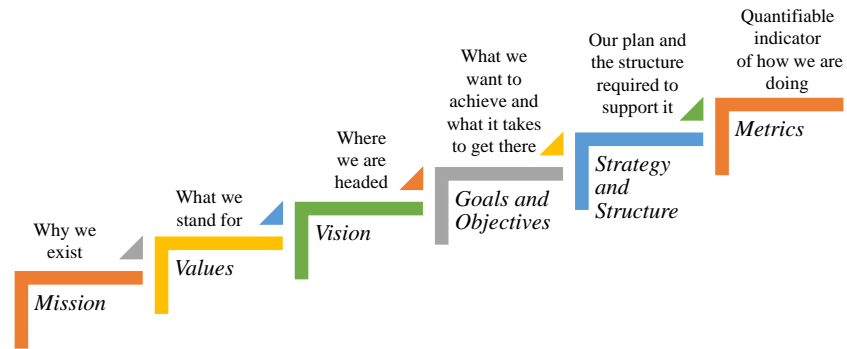 Why we
exist
Mission
What we
stand for
Values
Where
we are
headed
Vision
What we
want to
achieve and
what it takes
to get there
Goals and
Objectives
Our plan and
the structure
required to
support it
Strategy
and
Structure
Quantifiable
indicator
of how we are
doing
Metrics